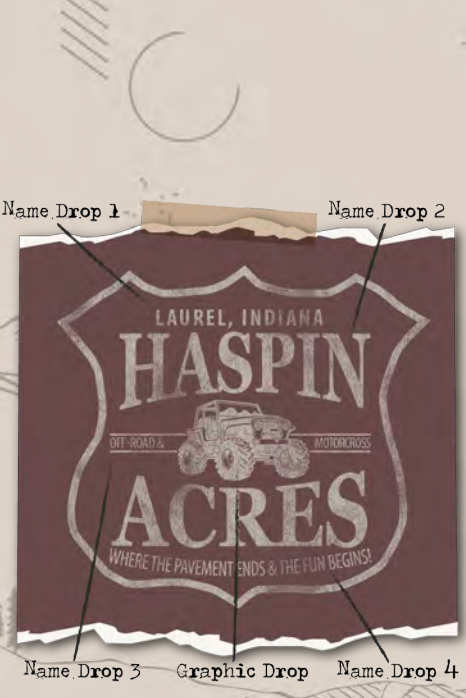 Name Drop 1
Name Drop 2
LAUREL, INDIANA
HASPIN
OFF-ROAD &
MOTORCROSS
ACRES
WHERE THE PAVEMENT ENDS & THE FUN BEGINS!
Name Drop 3
Graphic Drop
Name Drop 4